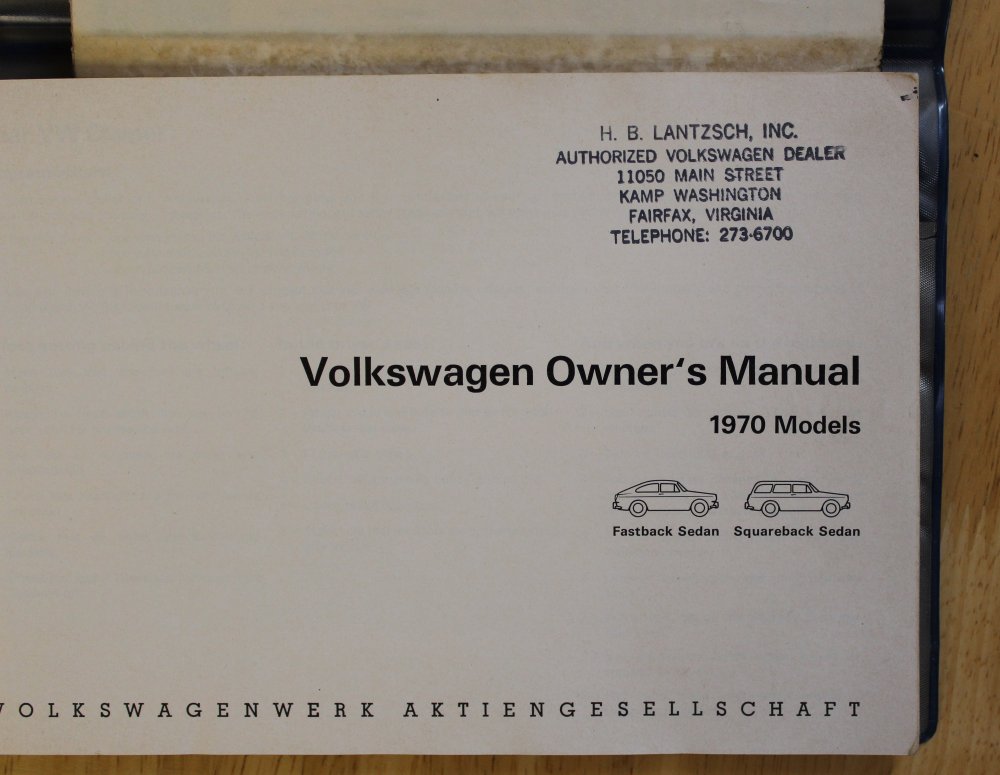 H. B. LANTZSCH, INC.
AUTHORIZED VOLKSWAGEN DEALER
11050 MAIN STREET
KAMP WASHINGTON
FAIRFAX, VIRGINIA
TELEPHONE: 273-6700
Volkswagen Owner‘s Manual
1970 Models
Fastback Sedan Squareback Sedan
VOLKSWAGENWERK AKTIENGESELLSCHAFT